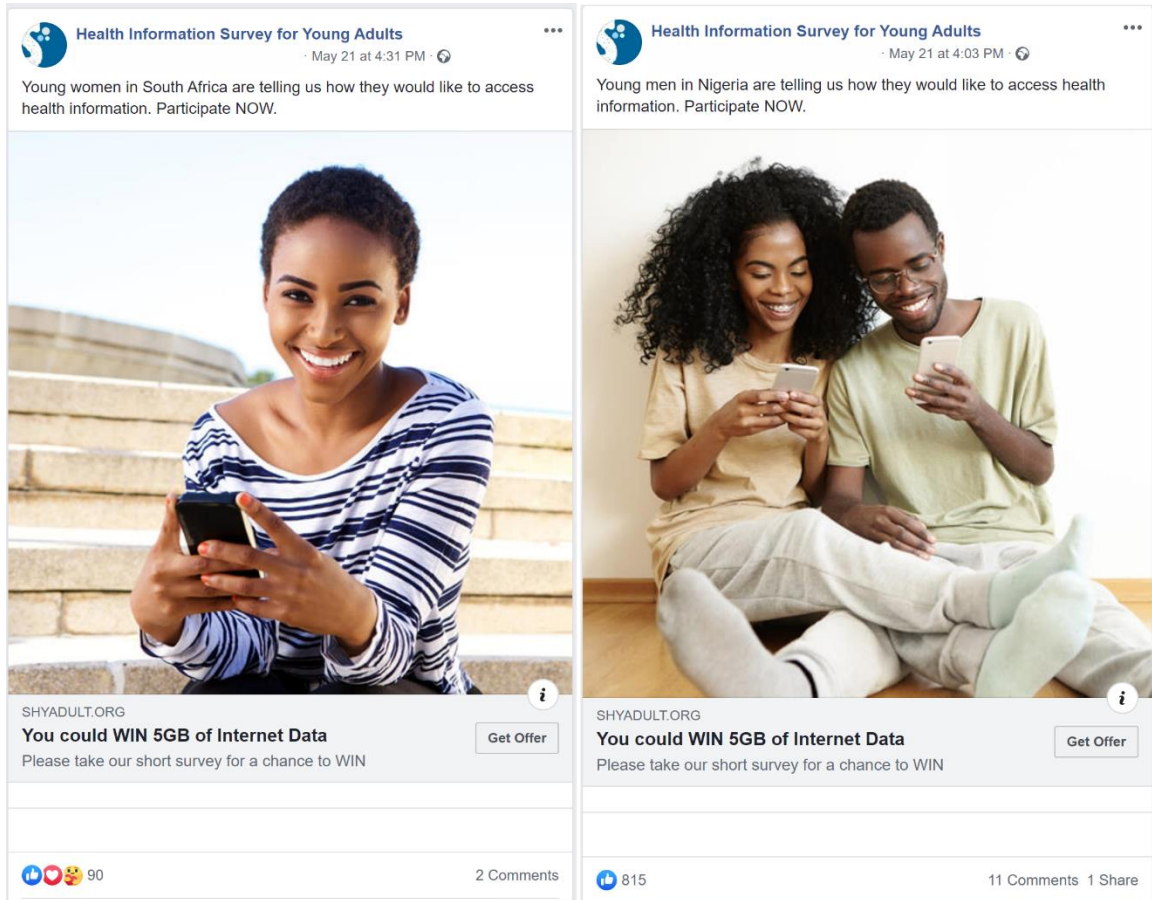 Health Information Survey for Young Adults
· May 21 at 4:31 PM ·
Young women in South Africa are telling us how they would like to access
health information. Participate NOW.
SHYADULT.ORG
You could WIN 5GB of Internet Data
Get Offer
Please take our short survey for a chance to WIN
90
2 Comments
Health Information Survey for Young Adults
· May 21 at 4:03 PM ·
Young men in Nigeria are telling us how they would like to access health
information. Participate NOW.
SHYADULT.ORG
You could WIN 5GB of Internet Data
Get Offer
Please take our short survey for a chance to WIN
815
11 Comments 1 Share